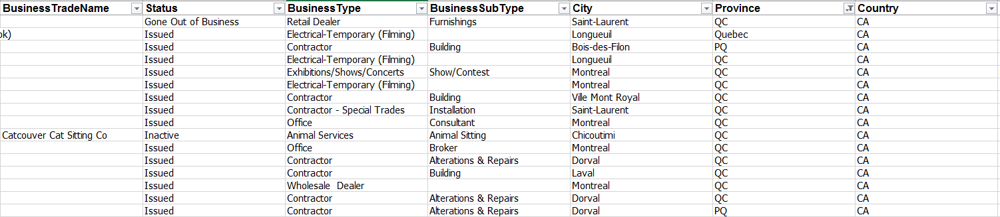 BusinessTradeName Status BusinessType BusinessSubType City Province Country
Gone Out of Business Retail Dealer Furnishings Saint-Laurent QC CA
ok) Issued Electrical-Temporary (Filming) Longueuil Quebec CA
Issued Contractor Building Bois-des-Filon PQ CA
Issued Electrical-Temporary (Filming) Longueuil QC CA
Issued Exhibitions/Shows/Concerts Show/Contest Montreal QC CA
Issued Electrical-Temporary (Filming) Montreal QC CA
Issued Contractor Building Ville Mont Royal QC CA
Issued Contractor - Special Trades Installation Saint-Laurent QC CA
Issued Office Consultant Montreal QC CA
Catcouver Cat Sitting Co Inactive Animal Services Animal Sitting Chicoutimi QC CA
Issued Office Broker Montreal QC CA
Issued Contractor Alterations & Repairs Dorval QC CA
Issued Contractor Building Laval QC CA
Issued Wholesale  Dealer Montreal QC CA
Issued Contractor Alterations & Repairs Dorval QC CA
Issued Contractor Alterations & Repairs Dorval PQ CA